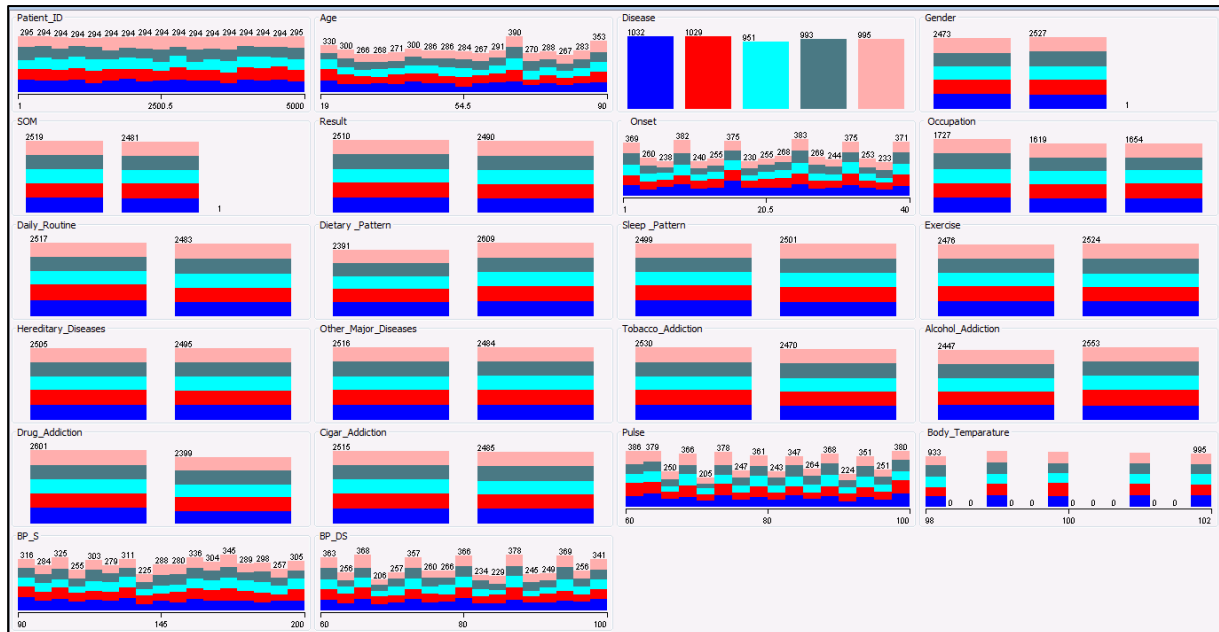 Patient_ID
295 294 294 294 294 294 294 294 294 294 294 294 294 294 294 294 295
1 2500.5 5000
Age
330 300 266 268 271 300 286 286 284 267 291 390 270 288 267 283 353
19 54.5 90
Disease
1032 1029 951 993 995
Gender
2473 2527 1
SOM
2519 2481 1
Result
2510 2490
Onset
369 260 238 382 240 255 375 230 255 268 383 269 244 375 253 233 371
1 20.5 40
Occupation
1727 1619 1654
Daily_Routine
2517 2483
Dietary _Pattern
2391 2609
Sleep _Pattern
2499 2501
Exercise
2476 2524
Hereditary_Diseases
2505 2495
Other_Major_Diseases
2516 2484
Tobacco_Addiction
2530 2470
Alcohol_Addiction
2447 2553
Drug_Addiction
2601 2399
Cigar_Addiction
2515 2485
Pulse
386 379 250 366 205 378 247 361 243 347 264 368 224 351 251 380
60 80 100
Body_Temparature
933 0 0 0 0 0 0 0 0 0 0 995
98 100 102
BP_S
316 284 325 255 303 279 311 225 288 280 336 304 345 289 298 257 305
90 145 200
BP_DS
363 256 368 206 257 357 260 266 366 234 229 378 245 249 369 256 341
60 80 100